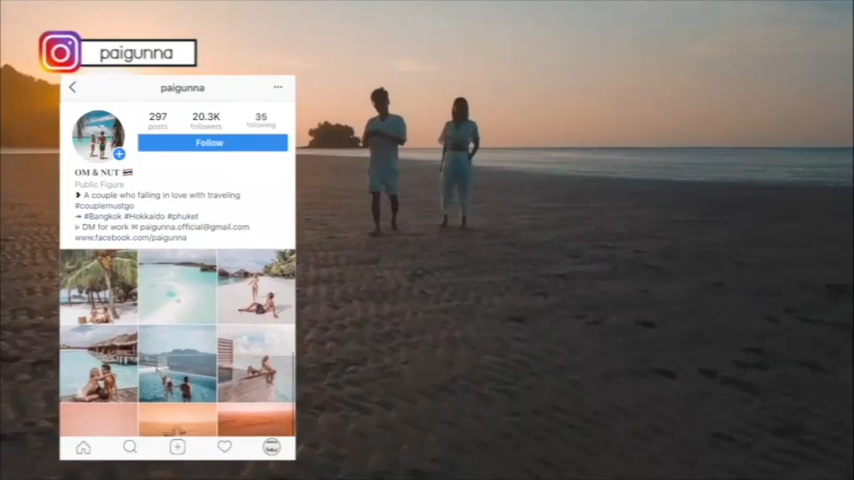 paigunna
paigunna
297 20.3K 35
posts followers following
Follow
OM & NUT
Public Figure
❥ A couple who falling in love with traveling
#couplemustgo
↠ #Bangkok #Hokkaido #phuket
⊳ DM for work ✉ paigunna.official@gmail.com
www.facebook.com/paigunna